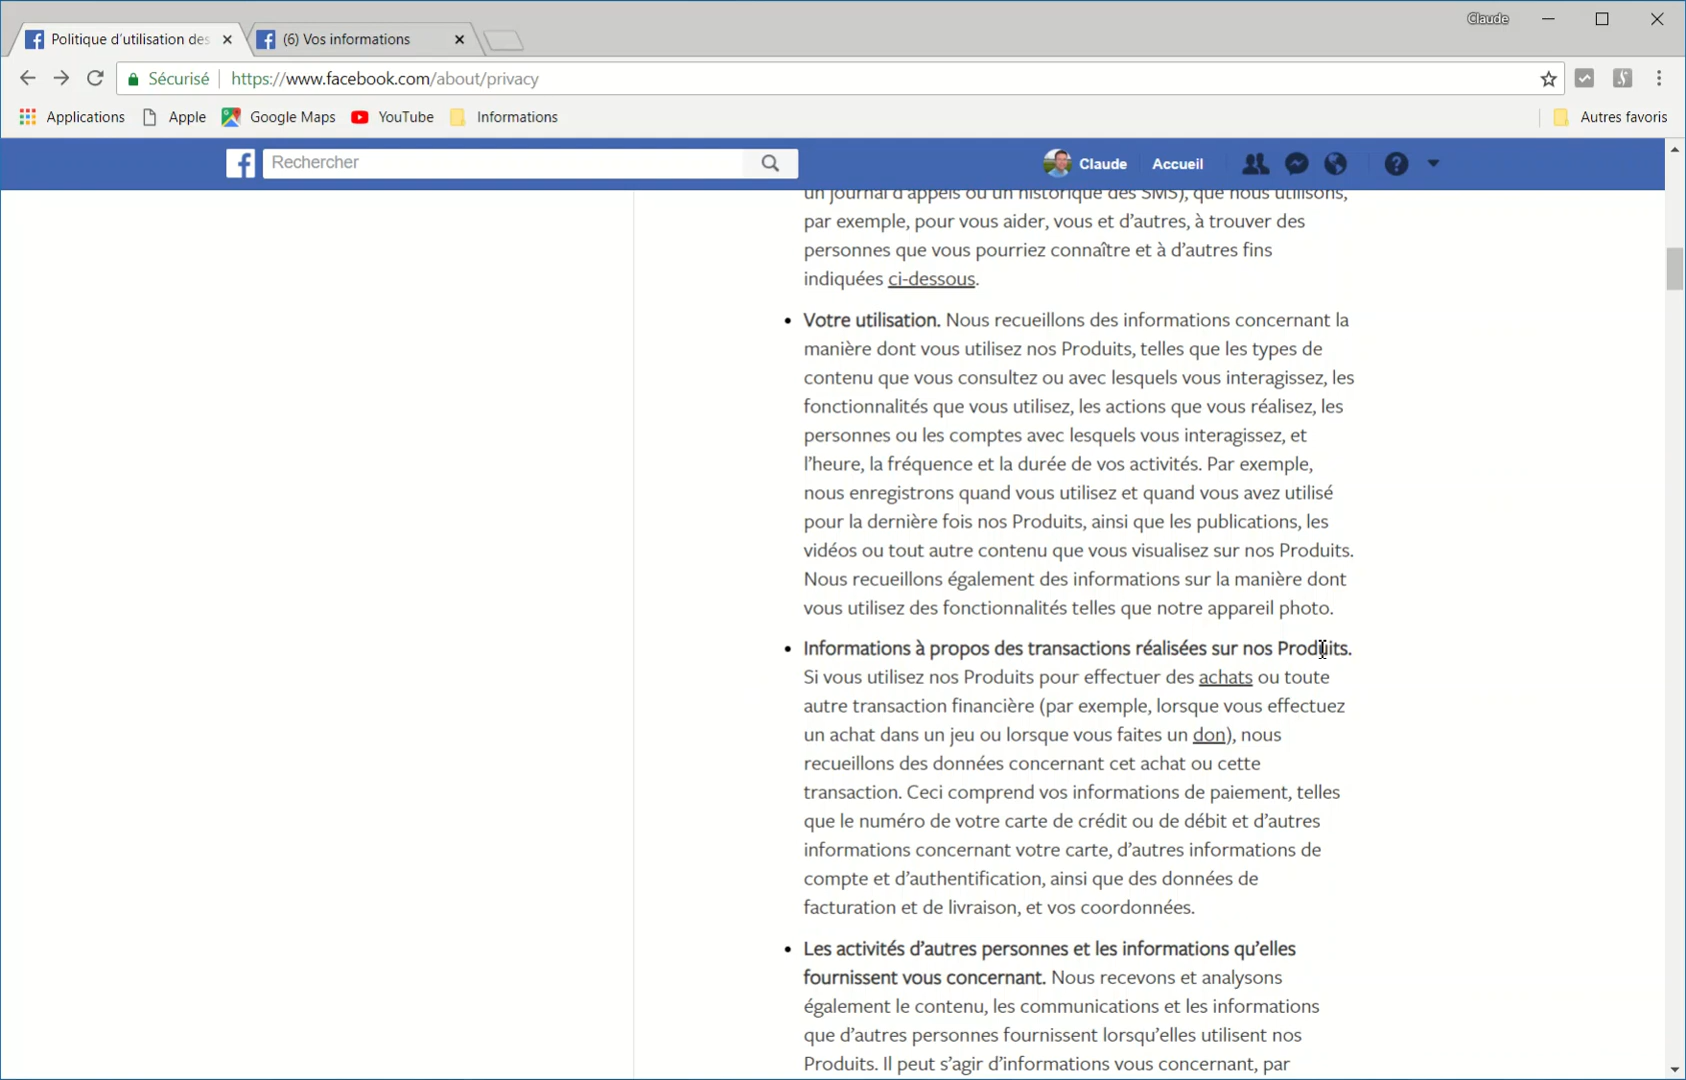 Claude
Politique d'utilisation des
(6) Vos informations
Sécurisé
https://www.facebook.com/about/privacy
Applications
Apple
Google Maps
YouTube
Informations
Autres favoris
Rechercher
Claude
Accueil
un journal d'appels ou un historique des SMS), que nous utilisons,
par exemple, pour vous aider, vous et d'autres, à trouver des
personnes que vous pourriez connaître et à d'autres fins
indiquées ci-dessous.
• Votre utilisation. Nous recueillons des informations concernant la
manière dont vous utilisez nos Produits, telles que les types de
contenu que vous consultez ou avec lesquels vous interagissez, les
fonctionnalités que vous utilisez, les actions que vous réalisez, les
personnes ou les comptes avec lesquels vous interagissez, et
l'heure, la fréquence et la durée de vos activités. Par exemple,
nous enregistrons quand vous utilisez et quand vous avez utilisé
pour la dernière fois nos Produits, ainsi que les publications, les
vidéos ou tout autre contenu que vous visualisez sur nos Produits.
Nous recueillons également des informations sur la manière dont
vous utilisez des fonctionnalités telles que notre appareil photo.
• Informations à propos des transactions réalisées sur nos Produits.
Si vous utilisez nos Produits pour effectuer des achats ou toute
autre transaction financière (par exemple, lorsque vous effectuez
un achat dans un jeu ou lorsque vous faites un don), nous
recueillons des données concernant cet achat ou cette
transaction. Ceci comprend vos informations de paiement, telles
que le numéro de votre carte de crédit ou de débit et d'autres
informations concernant votre carte, d'autres informations de
compte et d'authentification, ainsi que des données de
facturation et de livraison, et vos coordonnées.
• Les activités d'autres personnes et les informations qu'elles
fournissent vous concernant. Nous recevons et analysons
également le contenu, les communications et les informations
que d'autres personnes fournissent lorsqu'elles utilisent nos
Produits. Il peut s'agir d'informations vous concernant, par